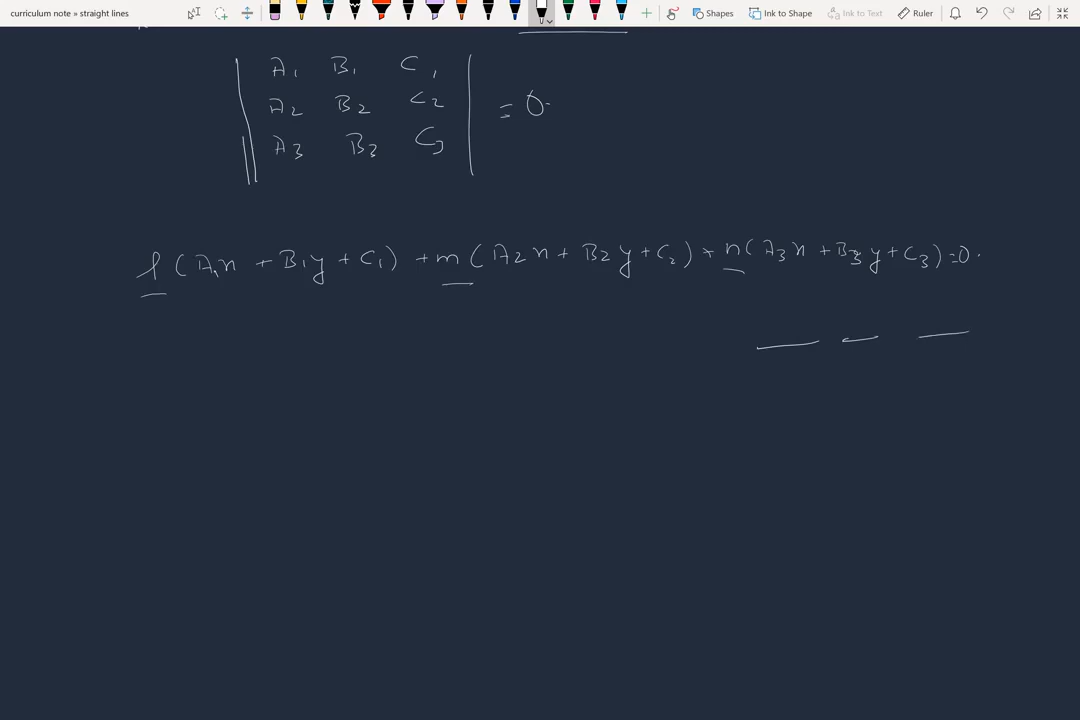 curriculum note » straight lines
Shapes Ink to Shape Ink to Text Ruler
A₁ B₁ C₁
A₂ B₂ C₂ = 0.
A₃ B₃ C₃
l (A₁x + B₁y + C₁) + m (A₂x + B₂y + C₂) + n (A₃x + B₃y + C₃) = 0.